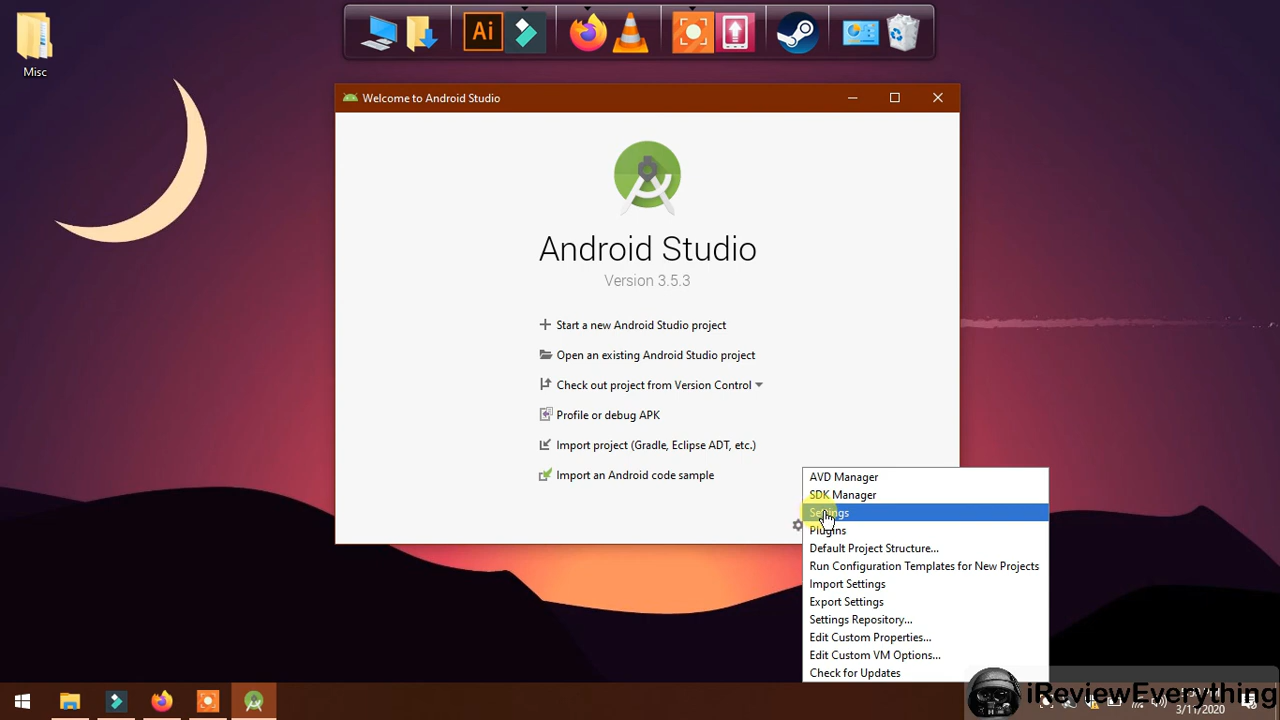 Misc
Ai
Welcome to Android Studio
Android Studio
Version 3.5.3
Start a new Android Studio project
Open an existing Android Studio project
Check out project from Version Control
Profile or debug APK
Import project (Gradle, Eclipse ADT, etc.)
Import an Android code sample
AVD Manager
SDK Manager
Settings
Plugins
Default Project Structure...
Run Configuration Templates for New Projects
Import Settings
Export Settings
Settings Repository...
Edit Custom Properties...
Edit Custom VM Options...
Check for Updates
iReviewEverything
3/11/2020